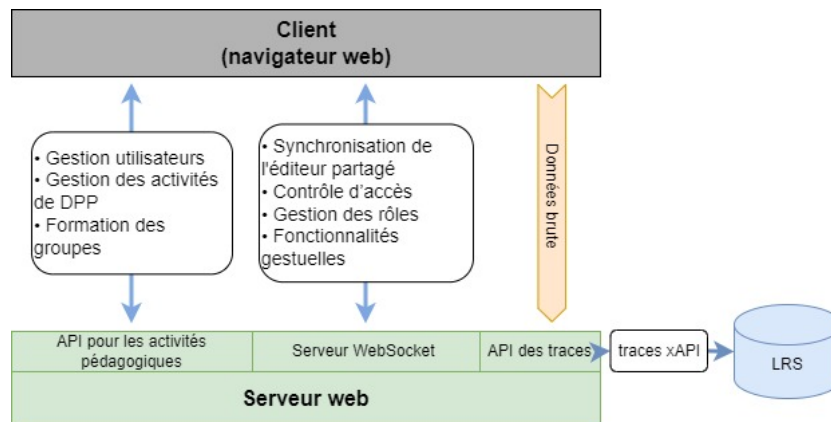 Client
(navigateur web)
• Gestion utilisateurs
• Gestion des activités
de DPP
• Formation des
groupes
• Synchronisation de
l'éditeur partagé
• Contrôle d'accès
• Gestion des rôles
• Fonctionnalités
gestuelles
Données brute
API pour les activités
pédagogiques
Serveur WebSocket
API des traces
traces xAPI
LRS
Serveur web